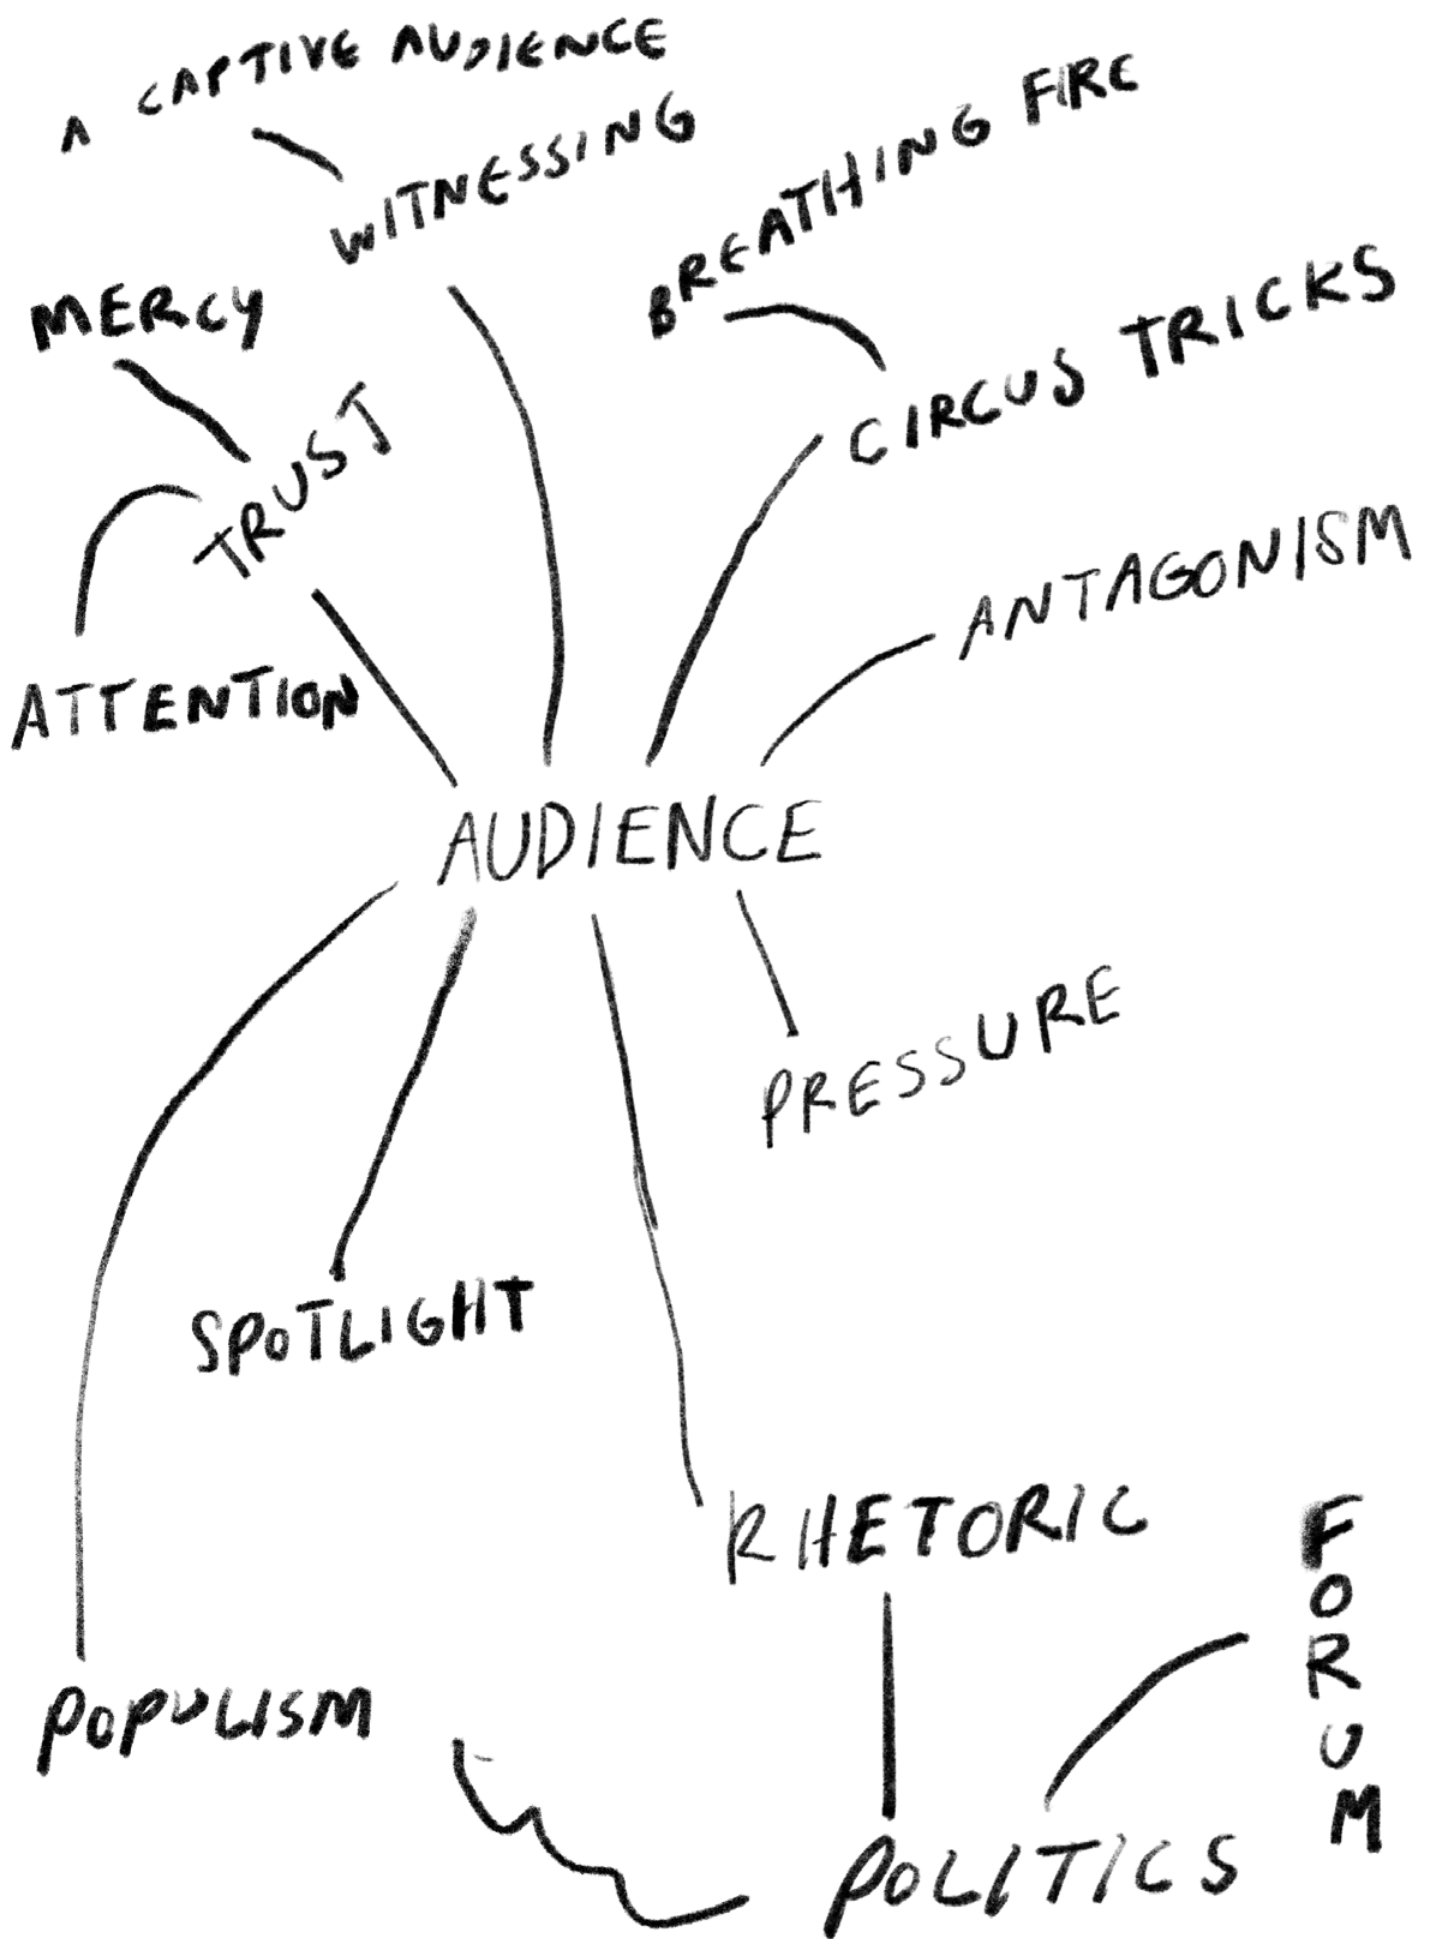 A CAPTIVE AUDIENCE
WITNESSING
BREATHING FIRE
MERCY
CIRCUS TRICKS
TRUST
ANTAGONISM
ATTENTION
AUDIENCE
PRESSURE
SPOTLIGHT
RHETORIC
FORUM
POPULISM
POLITICS